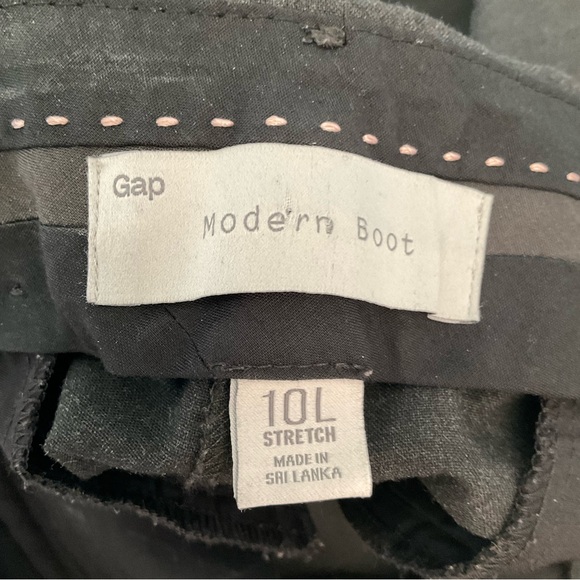 Gap
Modern Boot
10L
STRETCH
MADE IN
SRI LANKA